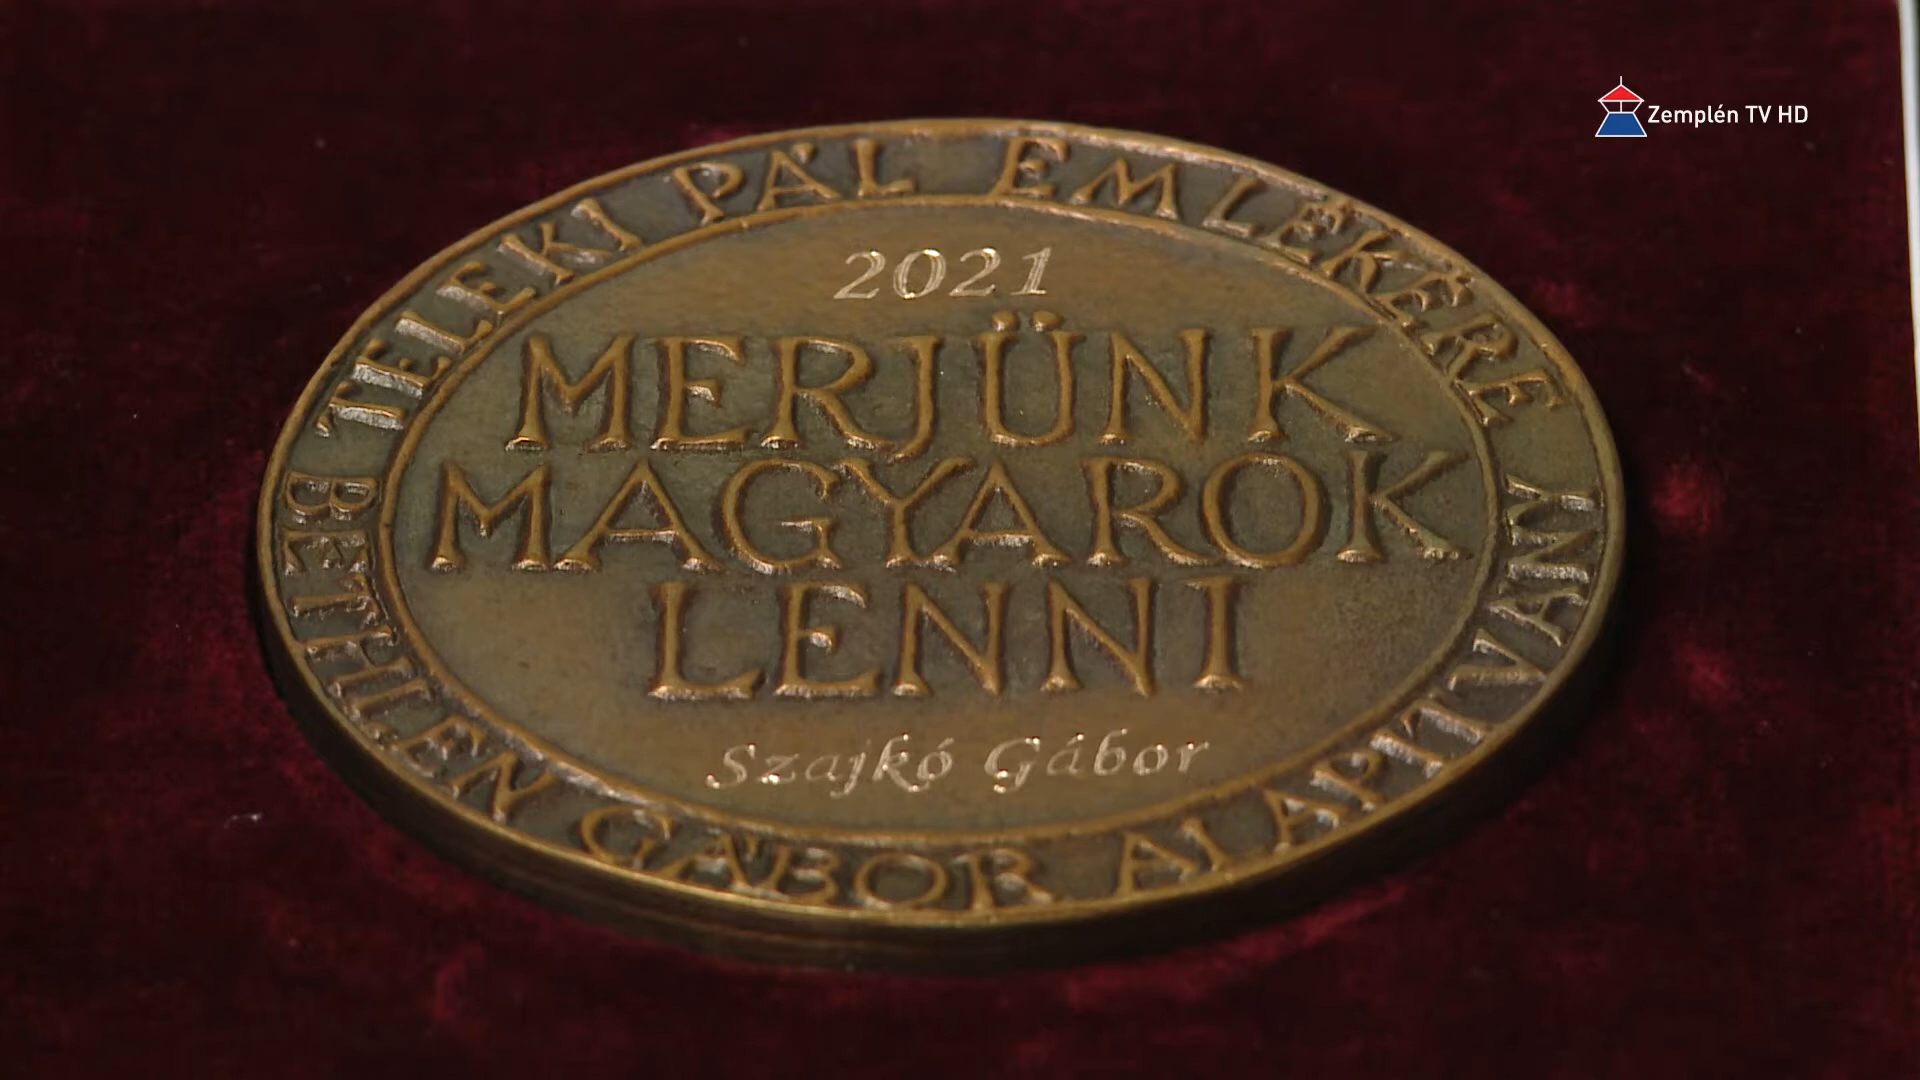 Zemplén TV HD
TELEKI PÁL EMLÉKÉRE
2021
MERJÜNK
MAGYAROK
LENNI
Szajkó Gábor
BETHLEN GÁBOR ALAPÍTVÁNY